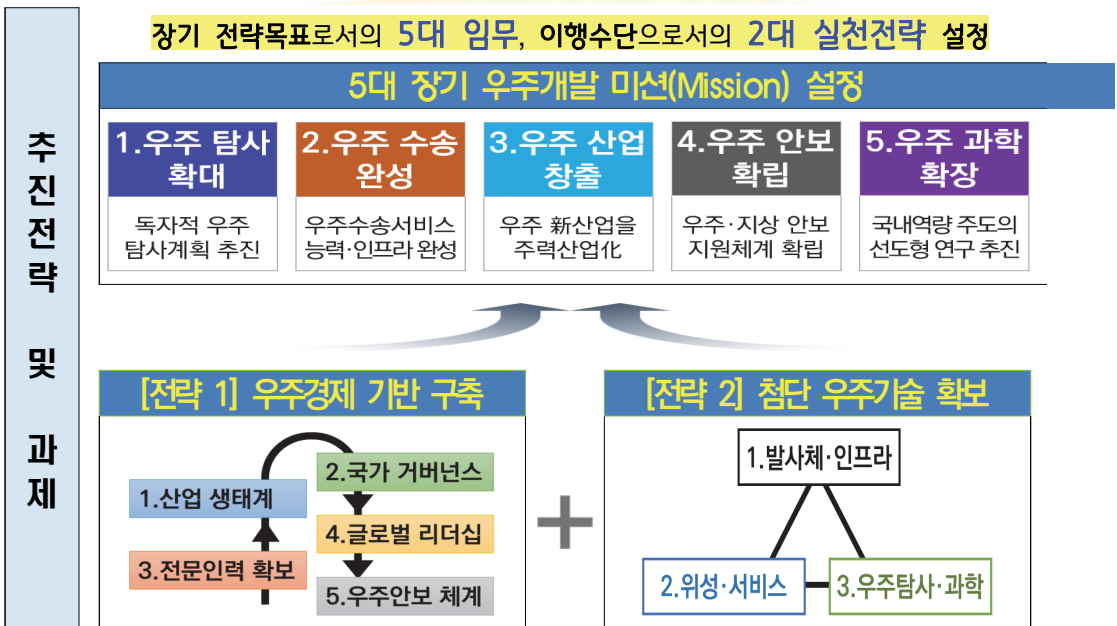 추진전략 및 과제
장기 전략목표로서의 5대 임무, 이행수단으로서의 2대 실천전략 설정
5대 장기 우주개발 미션(Mission) 설정
1.우주 탐사
확대
독자적 우주
탐사계획 추진
2.우주 수송
완성
우주수송서비스
능력·인프라 완성
3.우주 산업
창출
우주 新산업을
주력산업化
4.우주 안보
확립
우주·지상 안보
지원체계 확립
5.우주 과학
확장
국내역량 주도의
선도형 연구 추진
[전략 1] 우주경제 기반 구축
1.산업 생태계
2.국가 거버넌스
3.전문인력 확보
4.글로벌 리더십
5.우주안보 체계
+
[전략 2] 첨단 우주기술 확보
1.발사체·인프라
2.위성·서비스
3.우주탐사·과학